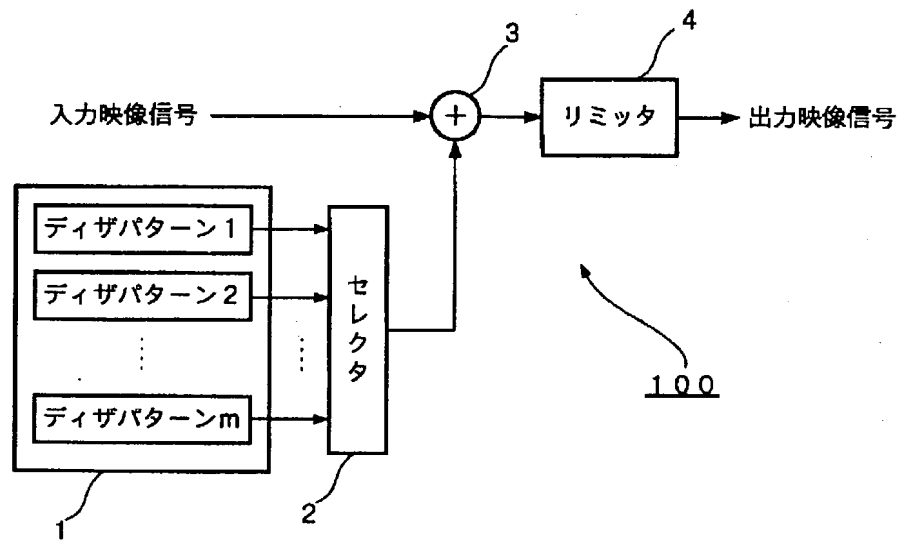 3
4
入力映像信号
+
リミッタ
出力映像信号
ディザパターン1
ディザパターン2
ディザパターンm
セレクタ
100
1
2